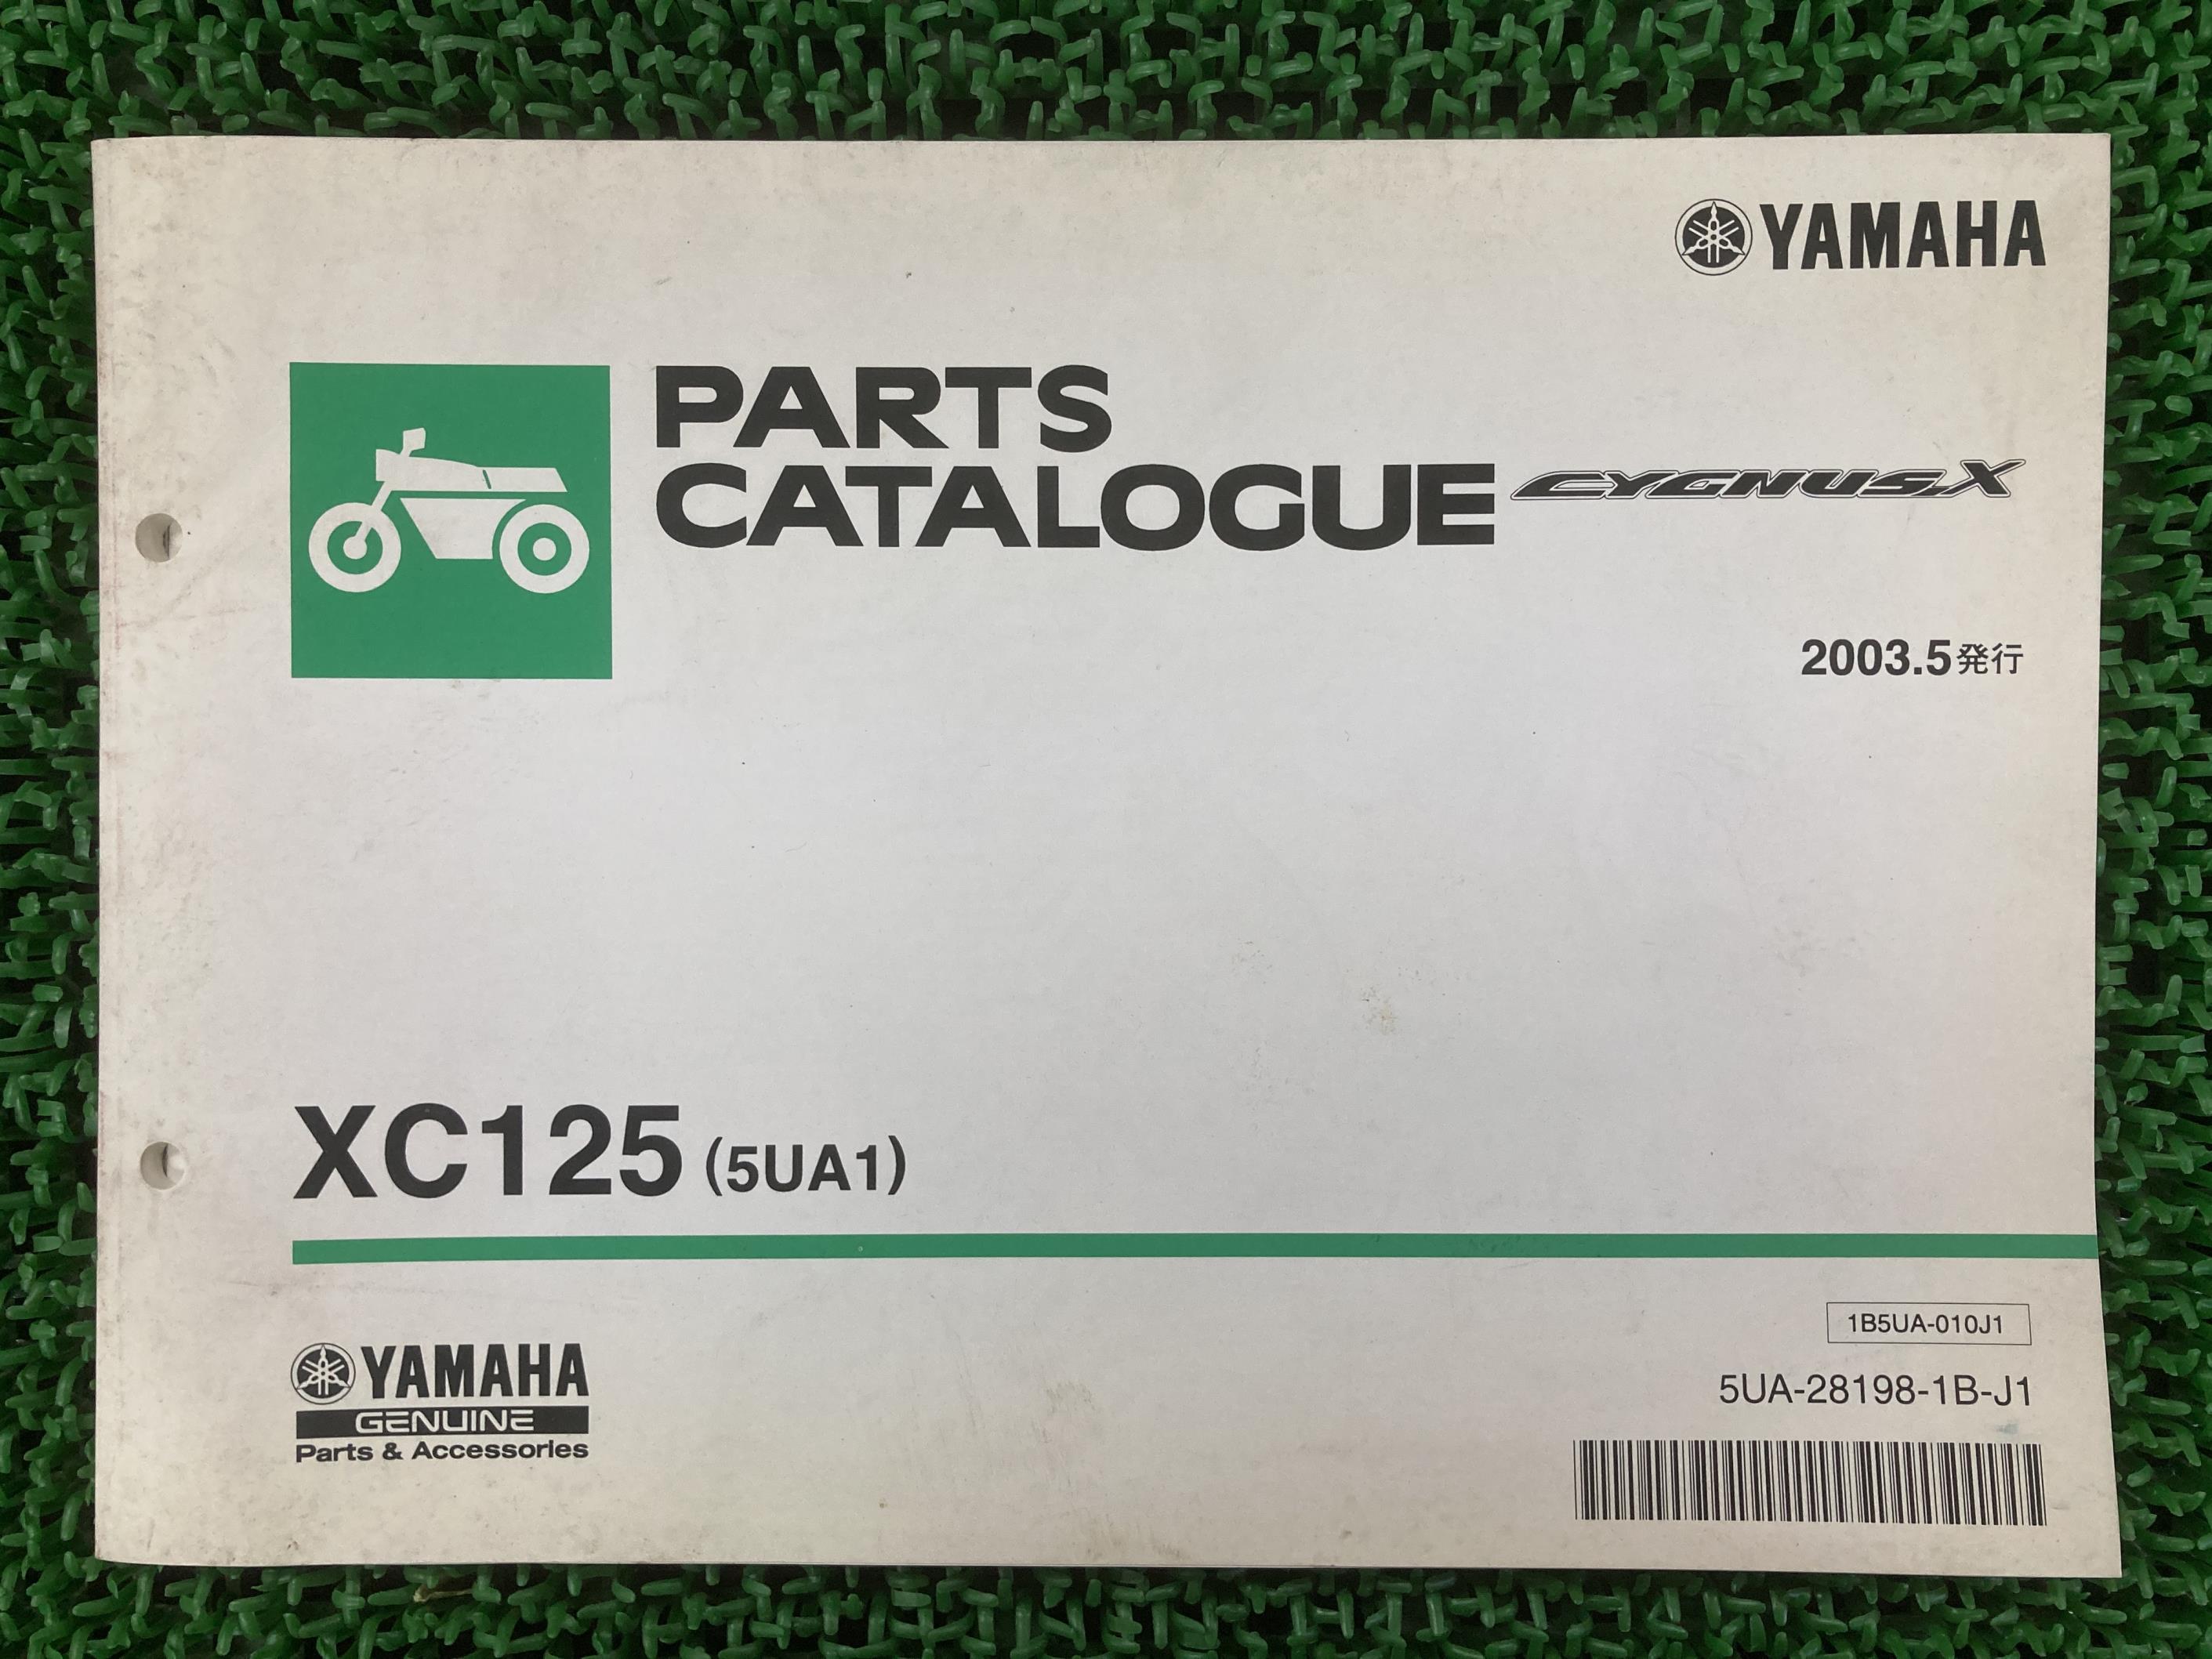 YAMAHA
PARTS
CATALOGUE CYGNUS.X
2003.5発行
XC125 (5UA1)
1B5UA-010J1
5UA-28198-1B-J1
YAMAHA
GENUINE
Parts & Accessories